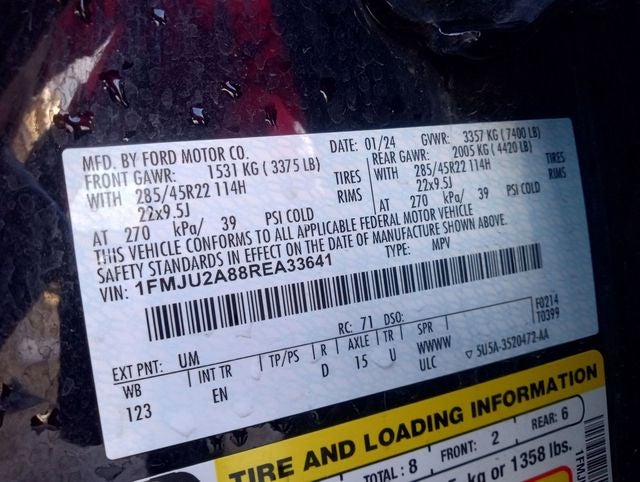 MFD. BY FORD MOTOR CO. DATE: 01/24 GVWR: 3357 KG (7400 LB)
FRONT GAWR: 1531 KG (3375 LB) REAR GAWR: 2005 KG (4420 LB)
WITH 285/45R22 114H TIRES WITH 285/45R22 114H TIRES
22x9.5J RIMS 22x9.5J RIMS
AT 270 kPa/ 39 PSI COLD AT 270 kPa/ 39 PSI COLD
THIS VEHICLE CONFORMS TO ALL APPLICABLE FEDERAL MOTOR VEHICLE
SAFETY STANDARDS IN EFFECT ON THE DATE OF MANUFACTURE SHOWN ABOVE.
VIN: 1FMJU2A88REA33641 TYPE: MPV
EXT PNT: UM RC: 71 DSO: F0214
T0399
WB INT TR TP/PS R AXLE TR SPR
123 EN D 15 U WWWW
ULC ▽ 5U5A-3520472-AA
TIRE AND LOADING INFORMATION
TOTAL: 8 FRONT: 2 REAR: 6
kg or 1358 lbs.
1FMJ